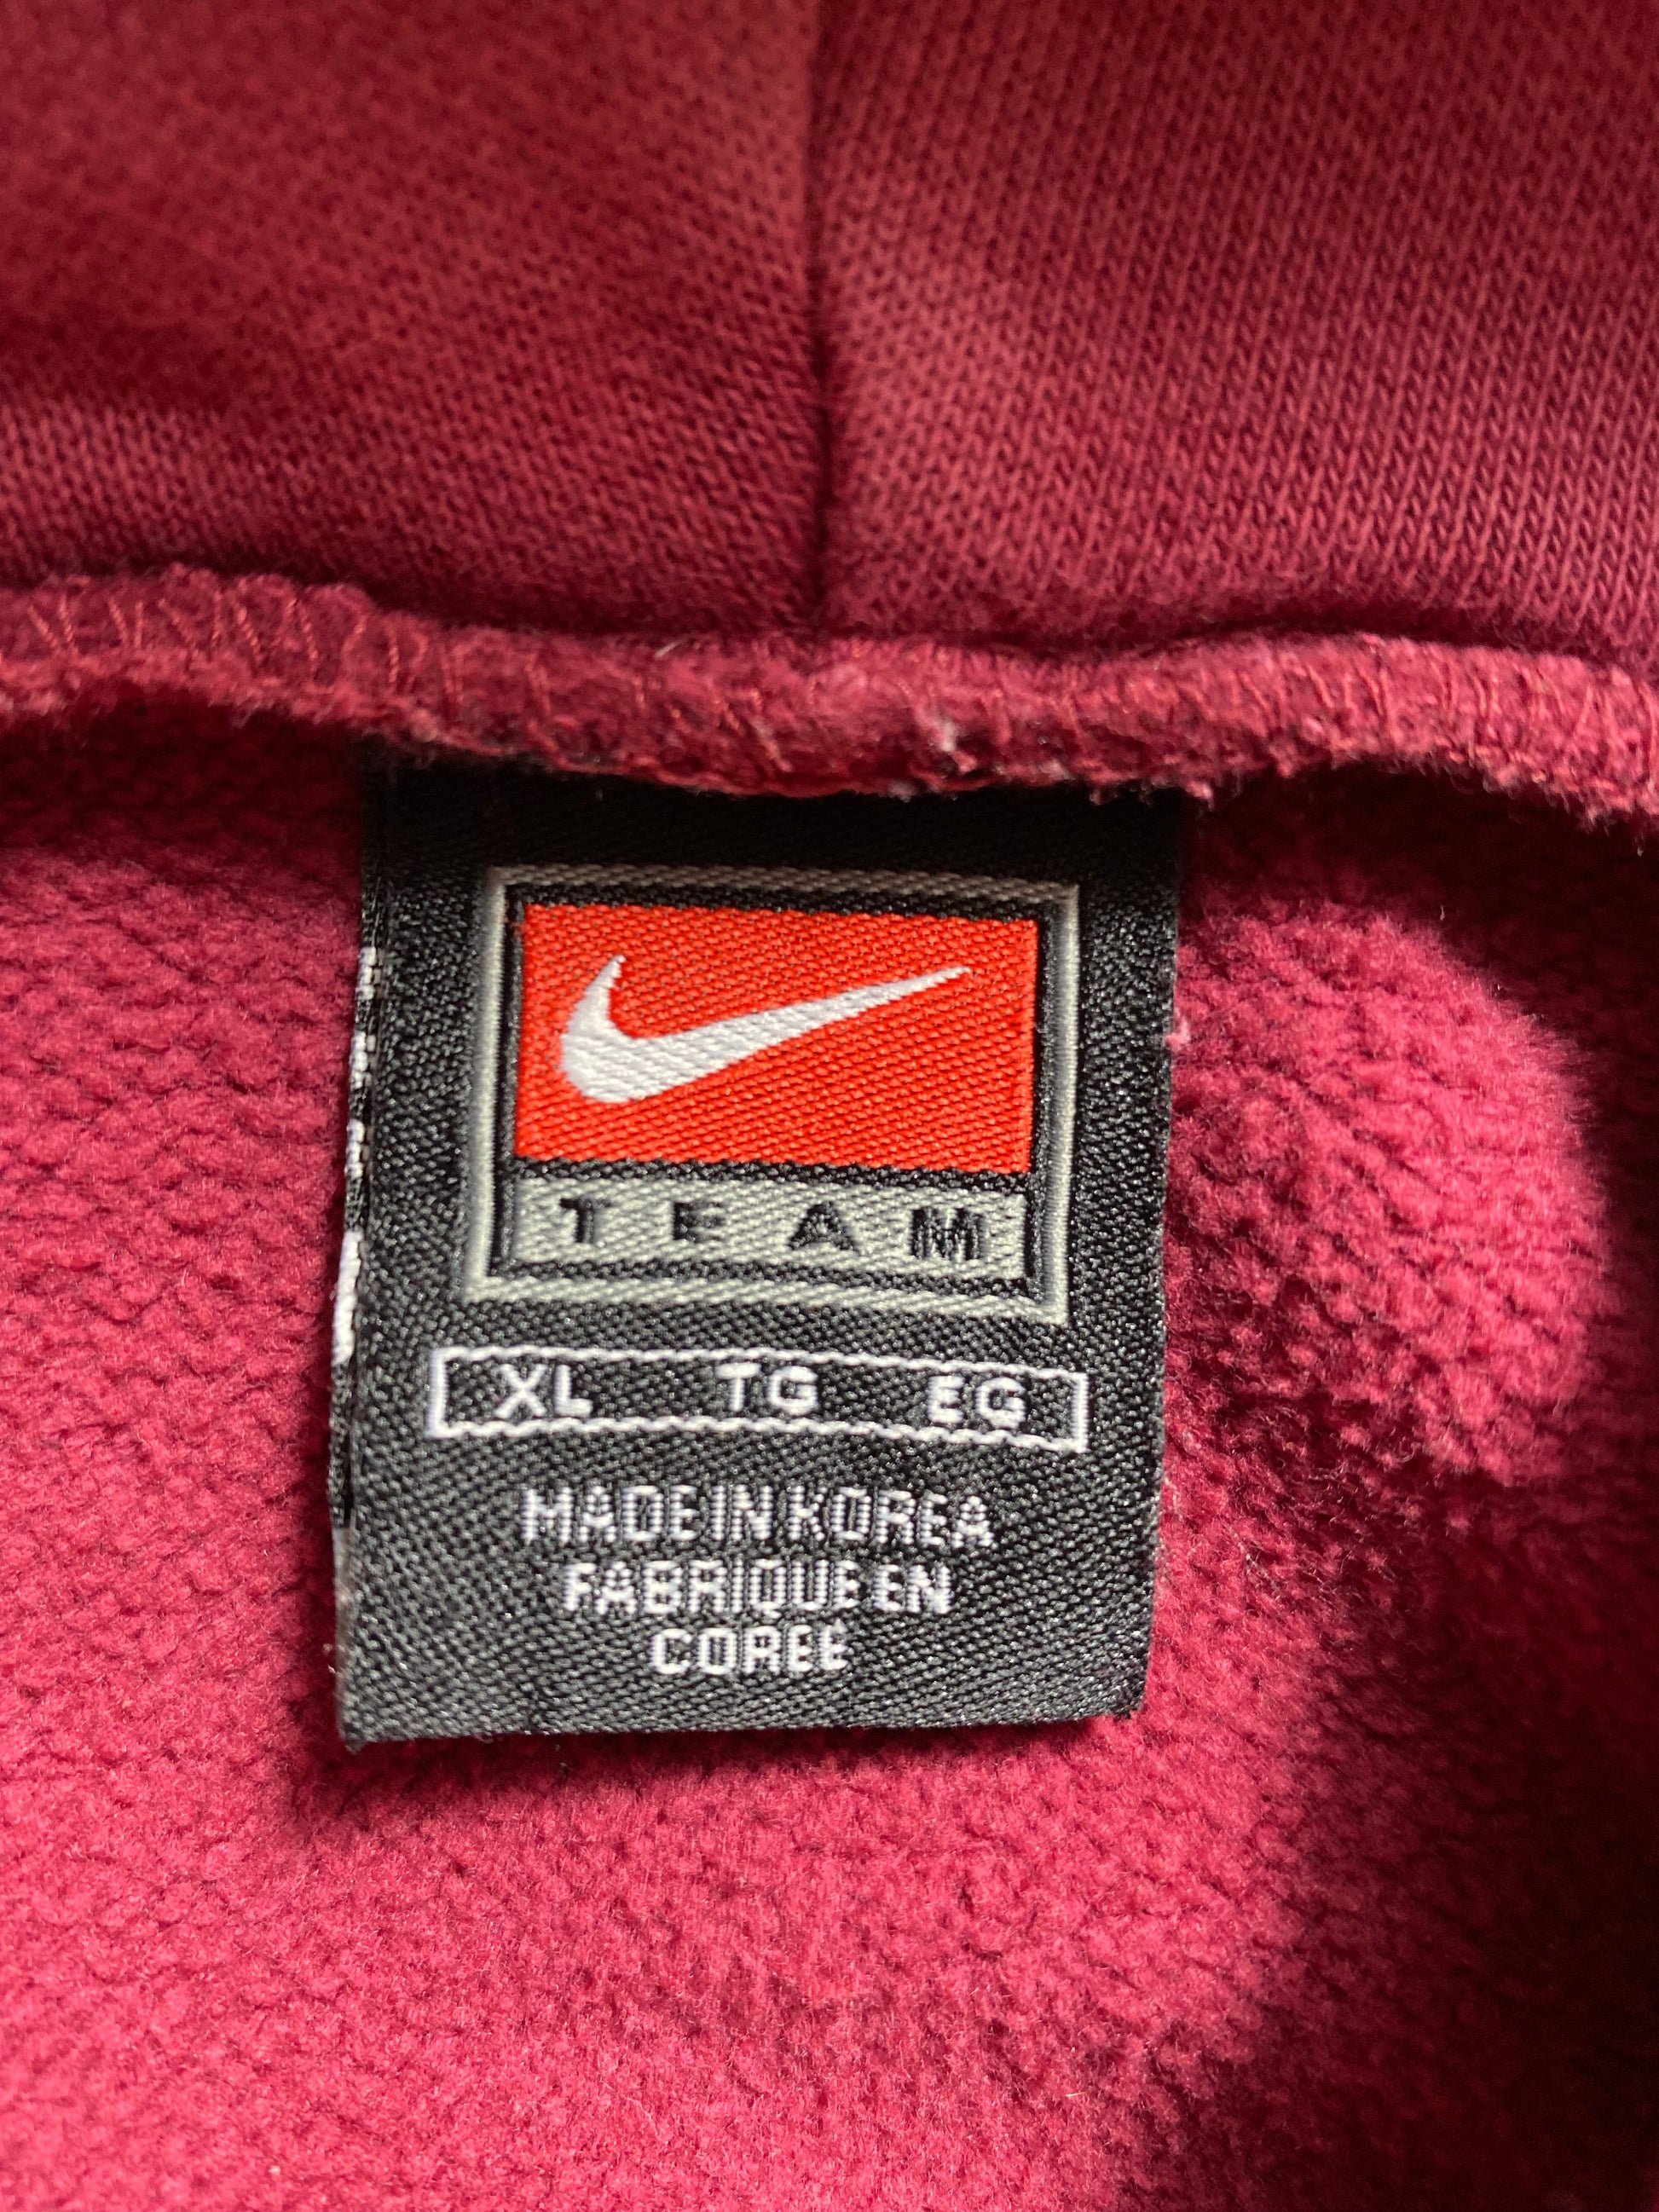 TEAM
XL TG EG
MADE IN KOREA
FABRIQUE EN
COREE